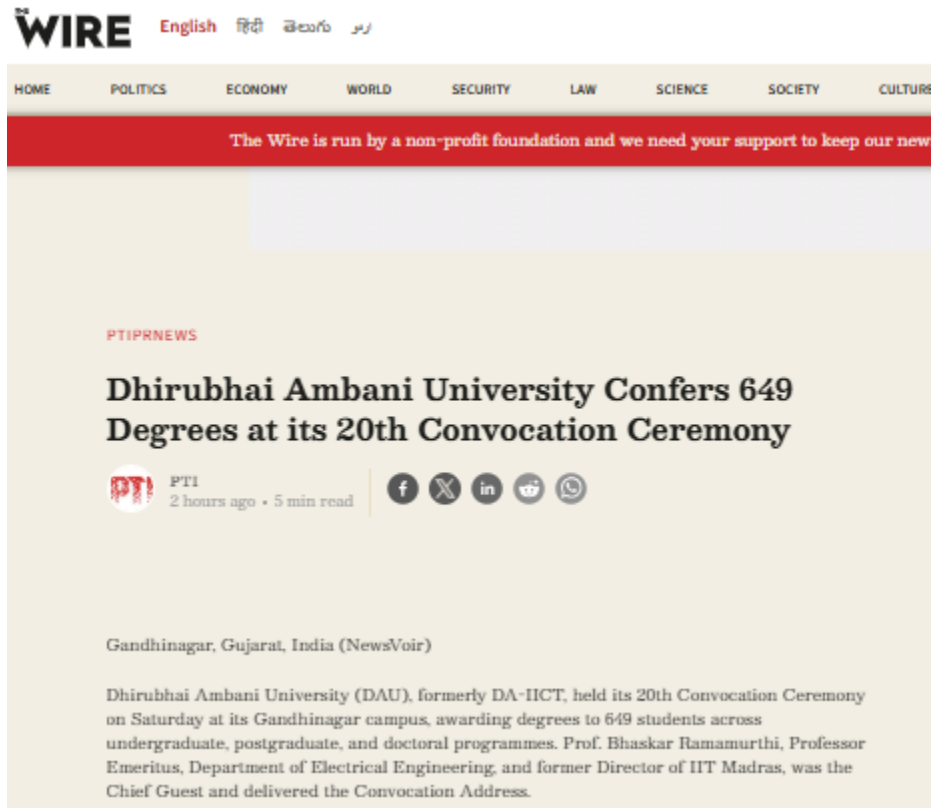 THE
WIRE
English हिंदी తెలుగు اردو
HOME POLITICS ECONOMY WORLD SECURITY LAW SCIENCE SOCIETY CULTURE
The Wire is run by a non-profit foundation and we need your support to keep our new
PTIPRNEWS
Dhirubhai Ambani University Confers 649
Degrees at its 20th Convocation Ceremony
PTI
PTI
2 hours ago • 5 min read
Gandhinagar, Gujarat, India (NewsVoir)
Dhirubhai Ambani University (DAU), formerly DA-IICT, held its 20th Convocation Ceremony
on Saturday at its Gandhinagar campus, awarding degrees to 649 students across
undergraduate, postgraduate, and doctoral programmes. Prof. Bhaskar Ramamurthi, Professor
Emeritus, Department of Electrical Engineering, and former Director of IIT Madras, was the
Chief Guest and delivered the Convocation Address.